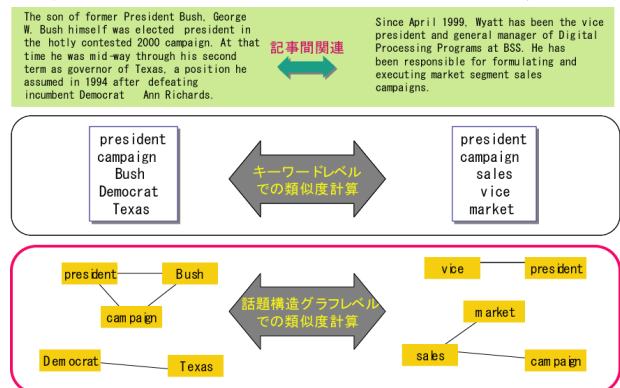 The son of former President Bush, George
W. Bush himself was elected president in
the hotly contested 2000 campaign. At that
time he was mid-way through his second
term as governor of Texas, a position he
assumed in 1994 after defeating
incumbent Democrat Ann Richards.
記事間関連
Since April 1999, Wyatt has been the vice
president and general manager of Digital
Processing Programs at BSS. He has
been responsible for formulating and
executing market segment sales
campaigns.
president
campaign
Bush
Democrat
Texas
キーワードレベル
での類似度計算
president
campaign
sales
vice
market
president
Bush
campaign
Democrat
Texas
話題構造グラフレベル
での類似度計算
vice
president
market
sales
campaign